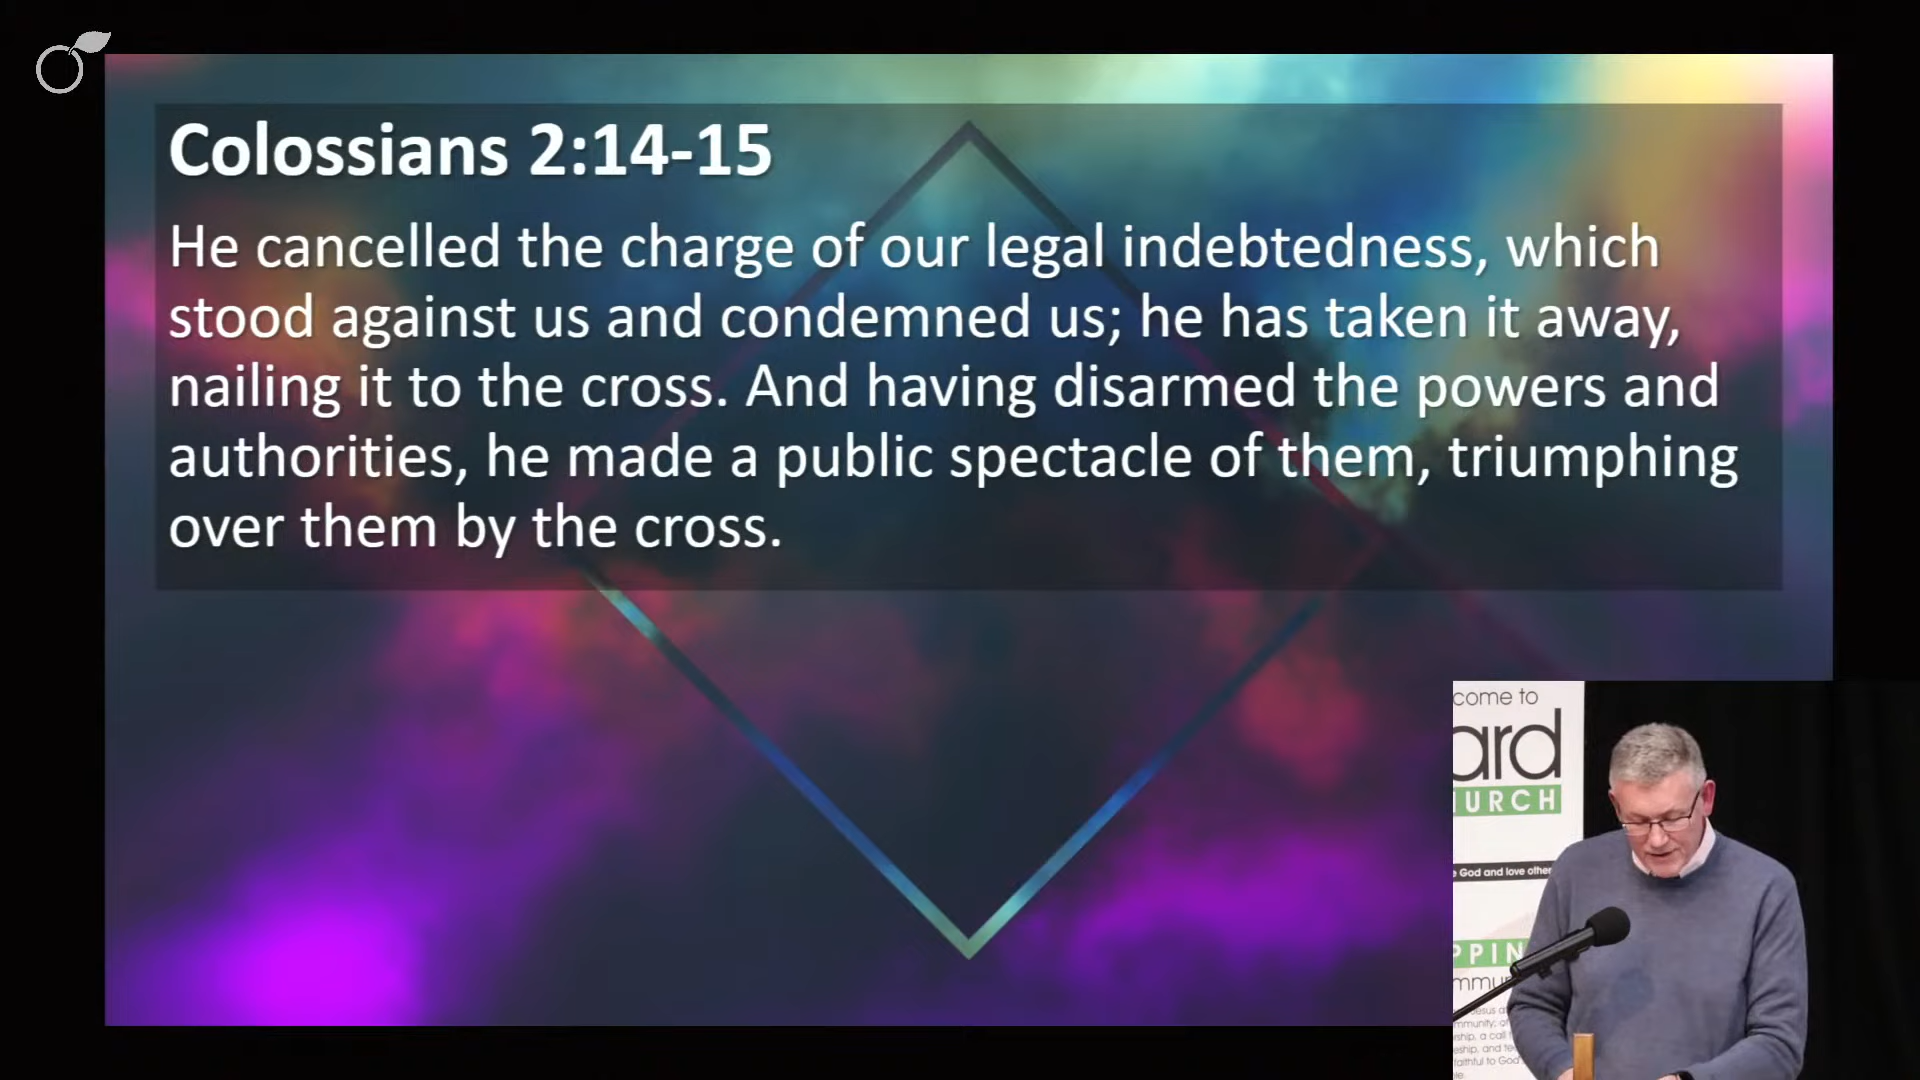 Colossians 2:14-15
He cancelled the charge of our legal indebtedness, which
stood against us and condemned us; he has taken it away,
nailing it to the cross. And having disarmed the powers and
authorities, he made a public spectacle of them, triumphing
over them by the cross.
come to
ard
URCH
God and love other
PPIN
mmu